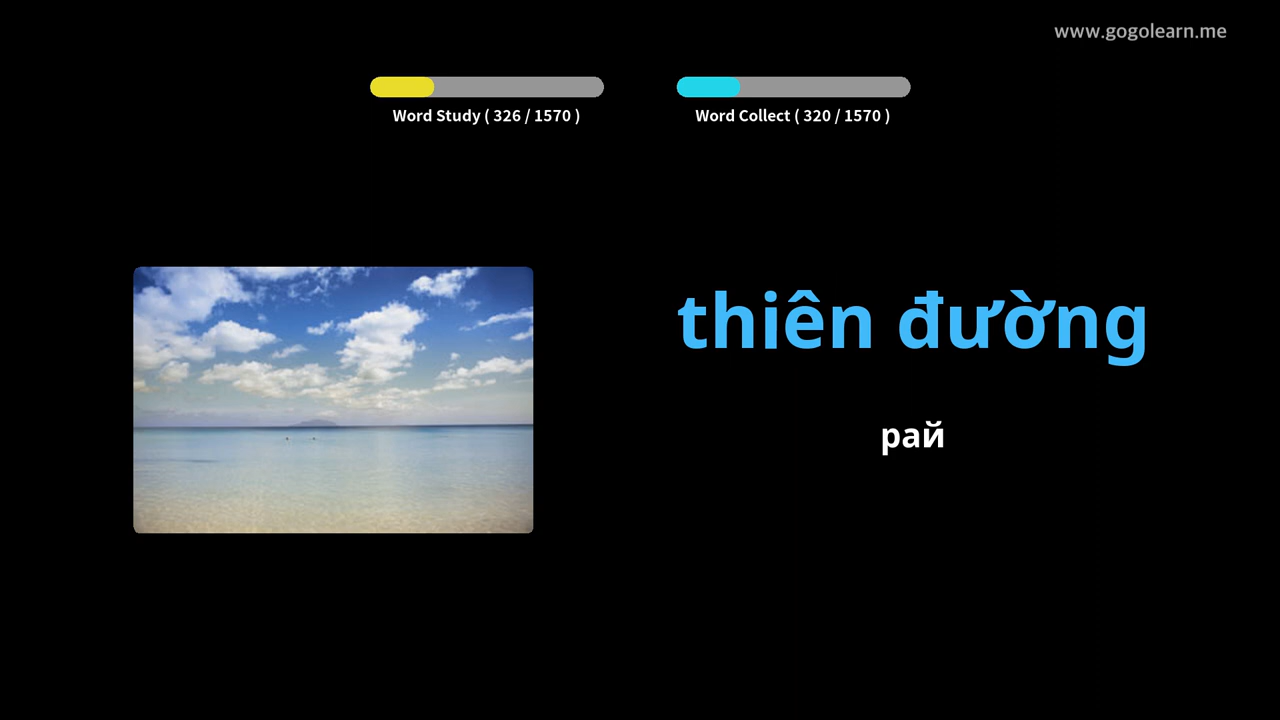 www.gogolearn.me
Word Study ( 326 / 1570 )
Word Collect ( 320 / 1570 )
thiên đường
рай